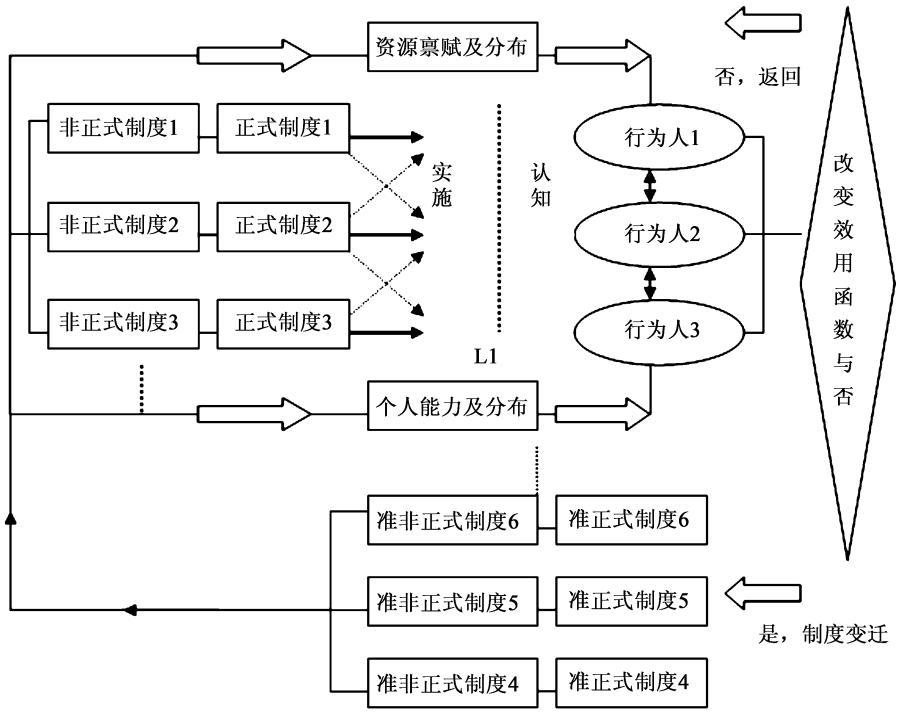 资源禀赋及分布
否，返回
非正式制度1
正式制度1
行为人1
实施
认知
改变效用函数与否
非正式制度2
正式制度2
行为人2
非正式制度3
正式制度3
行为人3
L1
个人能力及分布
准非正式制度6
准正式制度6
准非正式制度5
准正式制度5
是，制度变迁
准非正式制度4
准正式制度4